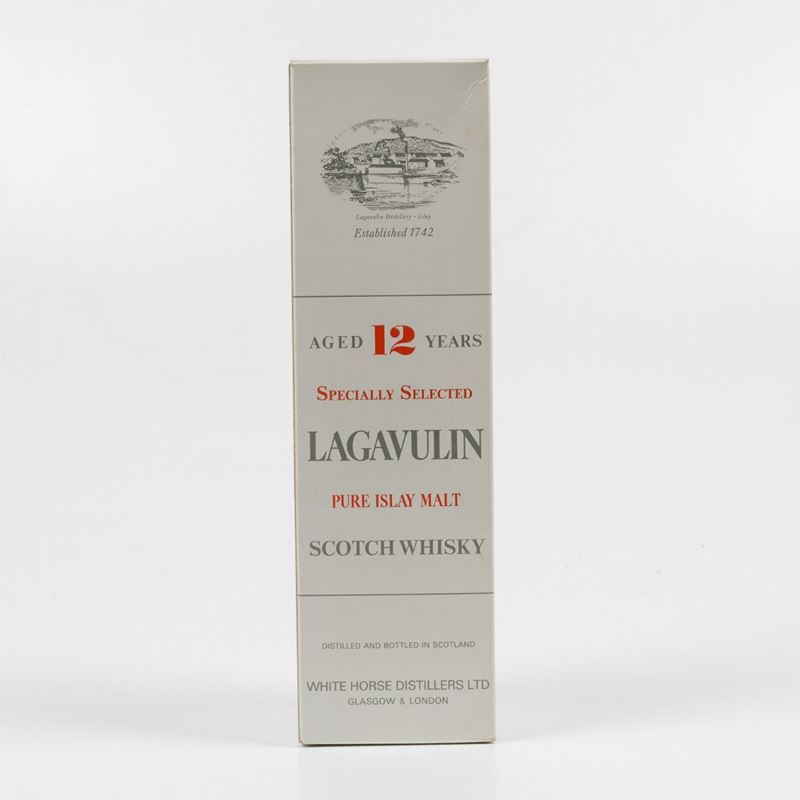 Lagavulin Distillery - Islay
Established 1742
AGED 12 YEARS
SPECIALLY SELECTED
LAGAVULIN
PURE ISLAY MALT
SCOTCH WHISKY
DISTILLED AND BOTTLED IN SCOTLAND
WHITE HORSE DISTILLERS LTD
GLASGOW & LONDON